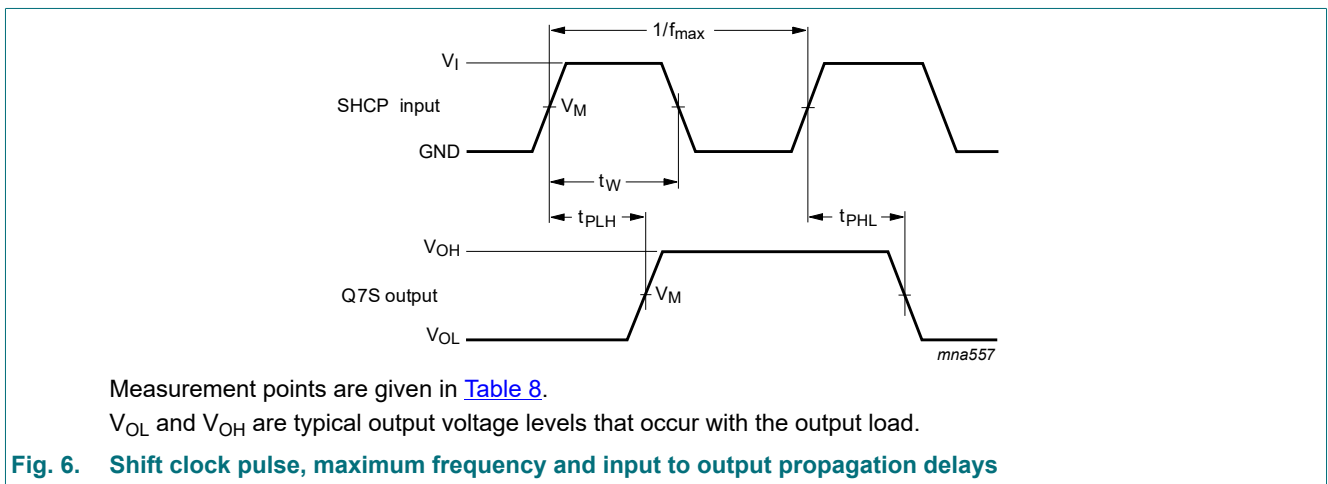 1/fmax
VI
SHCP input
VM
GND
tW
tPLH
tPHL
VOH
Q7S output
VM
VOL
mna557
Measurement points are given in Table 8.
VOL and VOH are typical output voltage levels that occur with the output load.
Fig. 6. Shift clock pulse, maximum frequency and input to output propagation delays